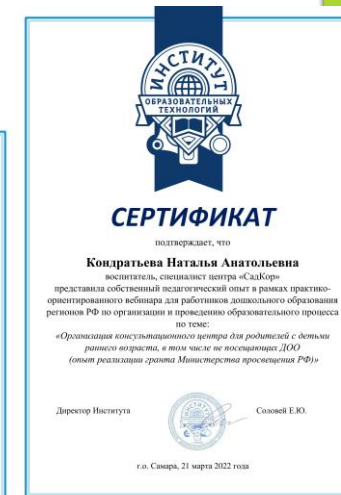 ИНСТИТУТ
ОБРАЗОВАТЕЛЬНЫХ
ТЕХНОЛОГИЙ
СЕРТИФИКАТ
подтверждает, что
Кондратьева Наталья Анатольевна
воспитатель, специалист центра «СадКор»
представила собственный педагогический опыт в рамках практико-
ориентированного вебинара для работников дошкольного образования
регионов РФ по организации и проведению образовательного процесса
по теме:
«Организация консультационного центра для родителей с детьми
раннего возраста, в том числе не посещающих ДОО
(опыт реализации гранта Министерства просвещения РФ)»
Директор Института Соловей Е.Ю.
г.о. Самара, 21 марта 2022 года